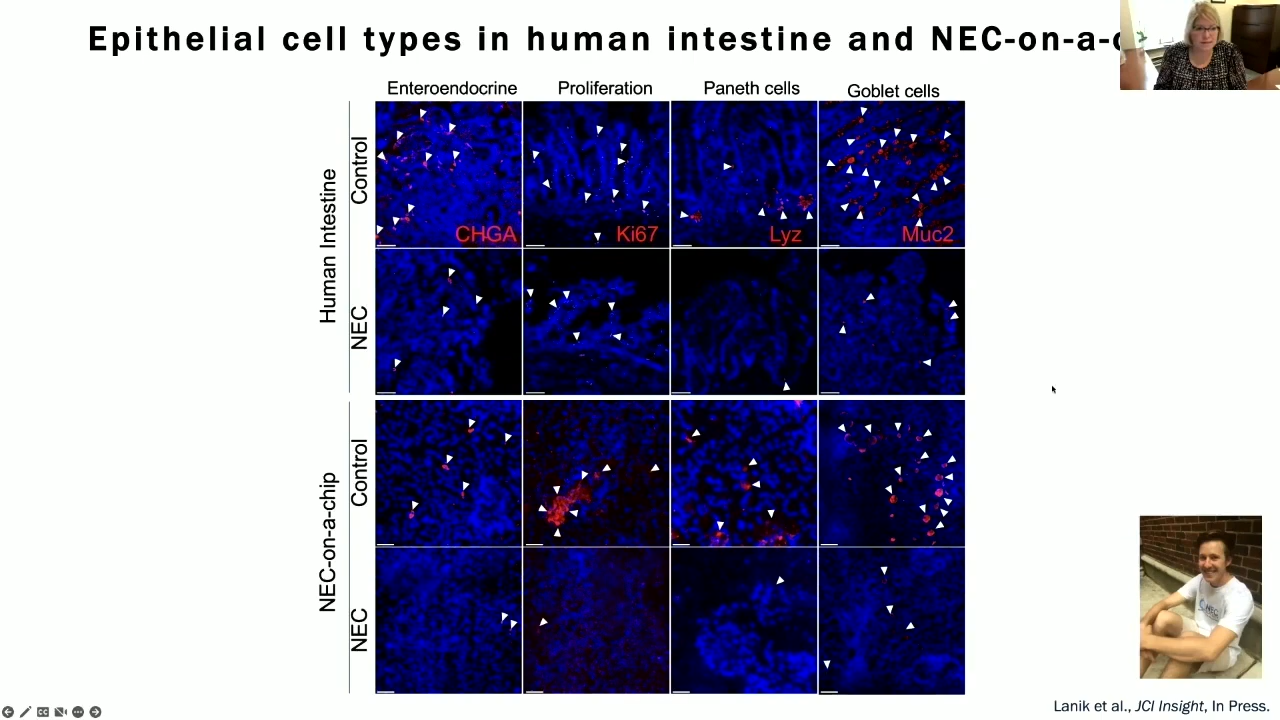 Epithelial cell types in human intestine and NEC-on-a-c
Enteroendocrine Proliferation Paneth cells Goblet cells
Human Intestine
Control
CHGA Ki67 Lyz Muc2
NEC
NEC-on-a-chip
Control
NEC
NEC
Lanik et al., JCI Insight, In Press.